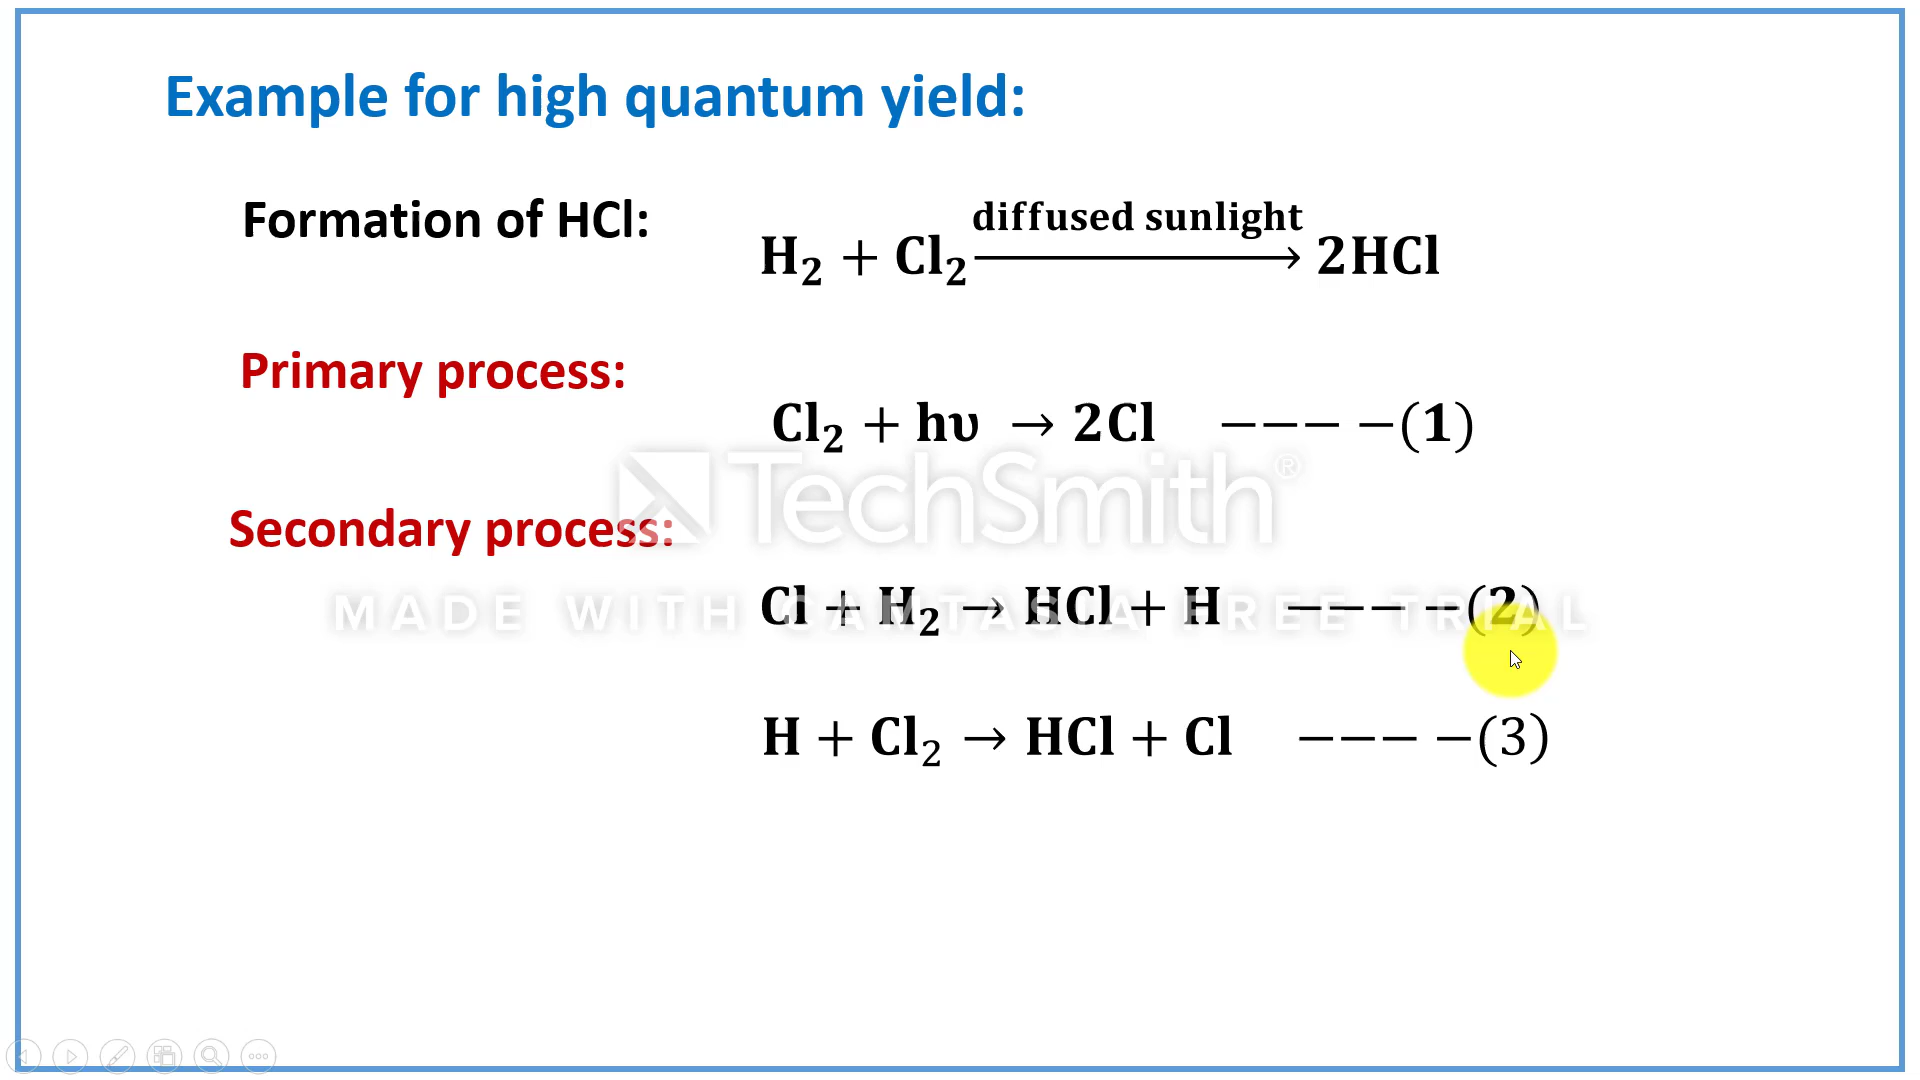 Example for high quantum yield:
Formation of HCl:
H₂ + Cl₂ diffused sunlight → 2HCl
Primary process:
Cl₂ + hυ → 2Cl −−− −(1)
TechSmith®
Secondary process:
MADE WITH CAMTASIA FREE TRIAL
Cl + H₂ → HCl + H −−− −(2)
H + Cl₂ → HCl + Cl −−− −(3)